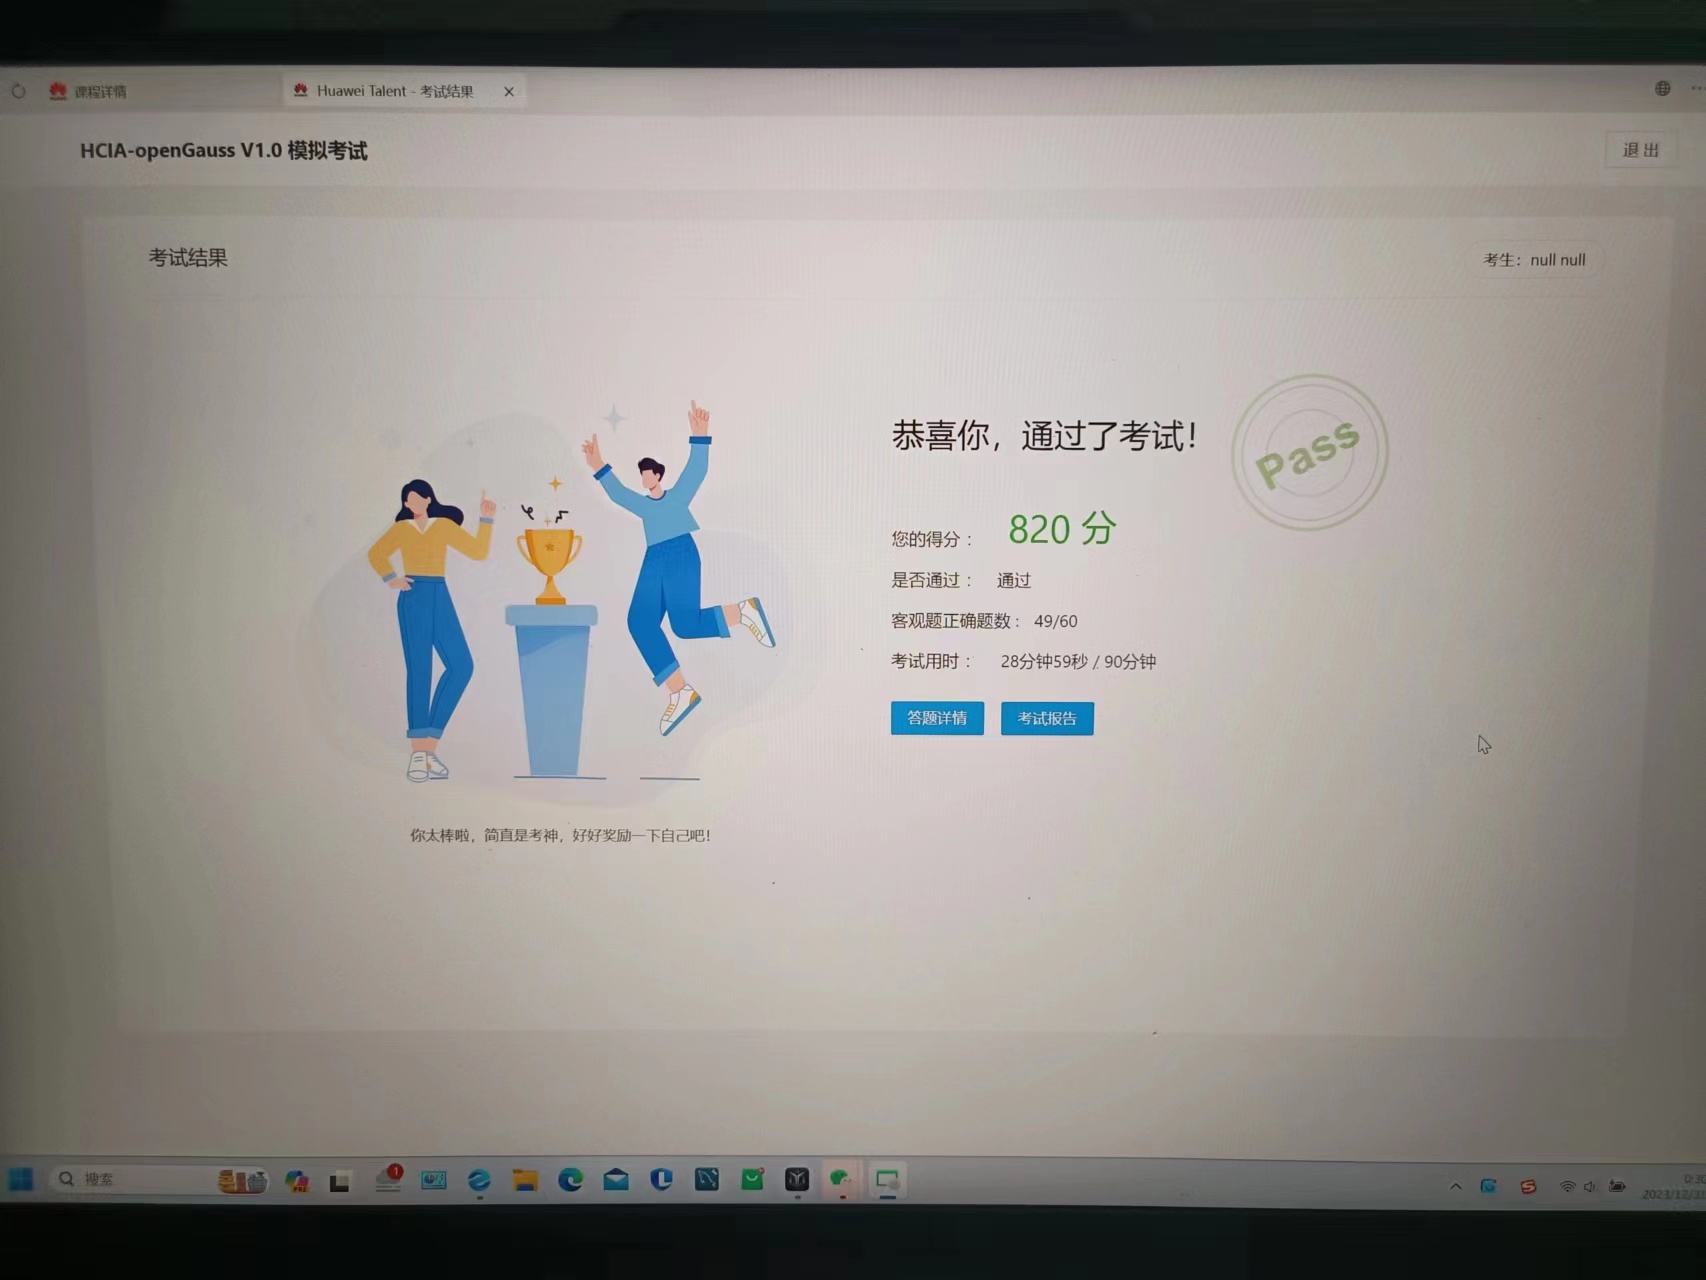 课程详情
Huawei Talent - 考试结果
HCIA-openGauss V1.0 模拟考试
退 出
考试结果
考生：null null
恭喜你，通过了考试！
Pass
您的得分： 820 分
是否通过： 通过
客观题正确题数： 49/60
考试用时： 28分钟59秒 / 90分钟
答题详情 考试报告
你太棒啦，简直是考神，好好奖励一下自己吧！
搜索
PRE
1